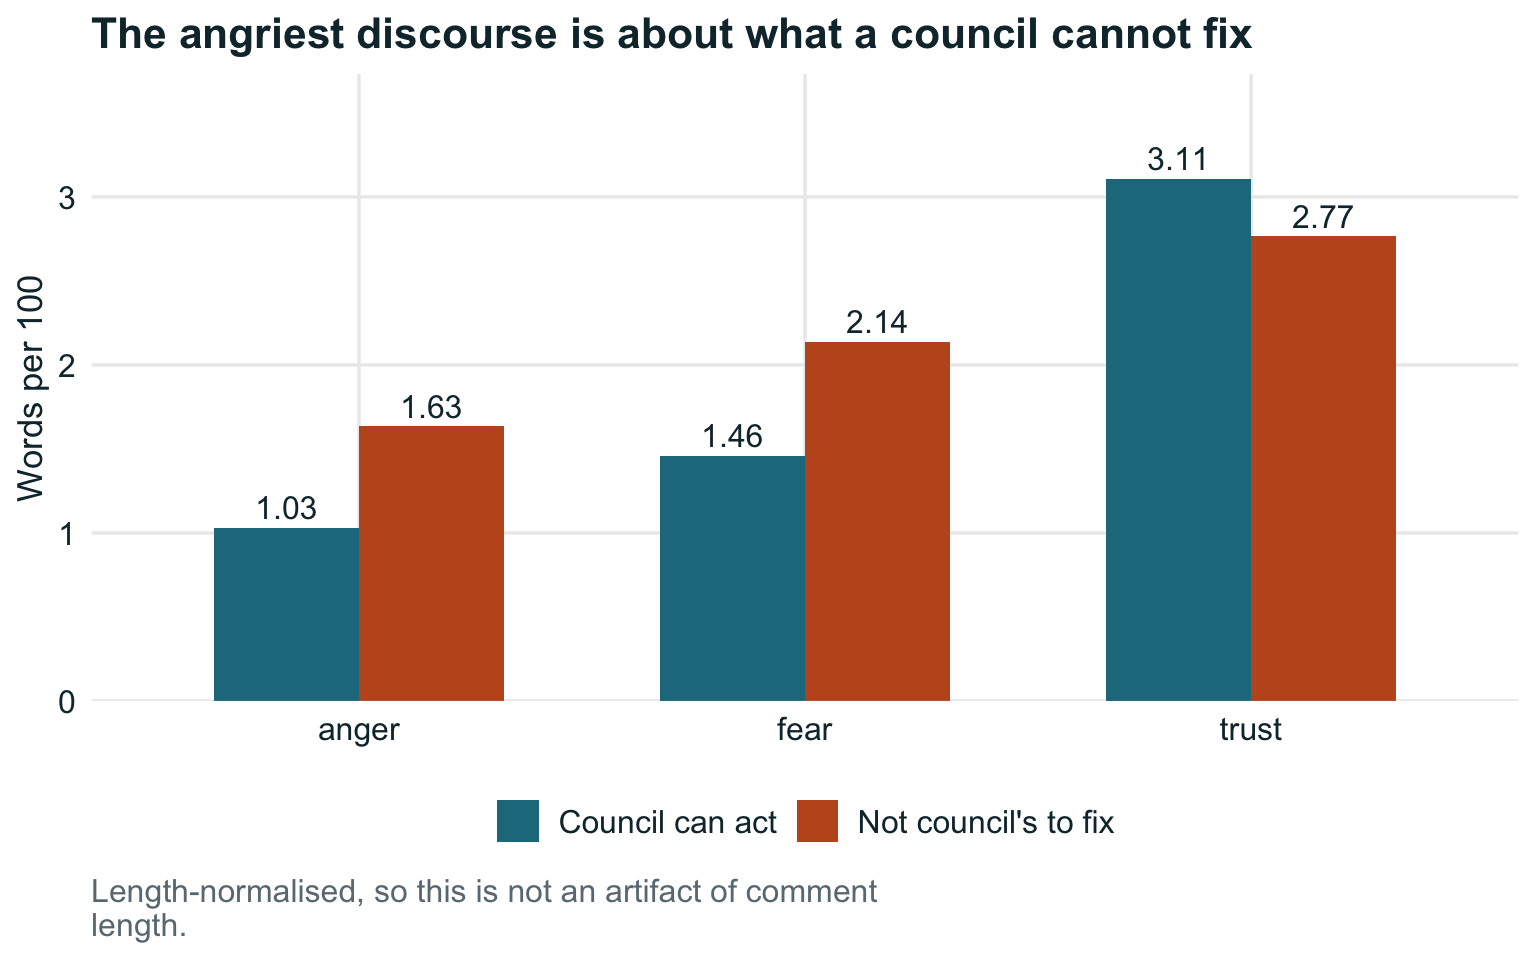 The angriest discourse is about what a council cannot fix
Words per 100
3
2
1
0
1.03
1.63
1.46
2.14
3.11
2.77
anger
fear
trust
Council can act
Not council's to fix
Length-normalised, so this is not an artifact of comment
length.